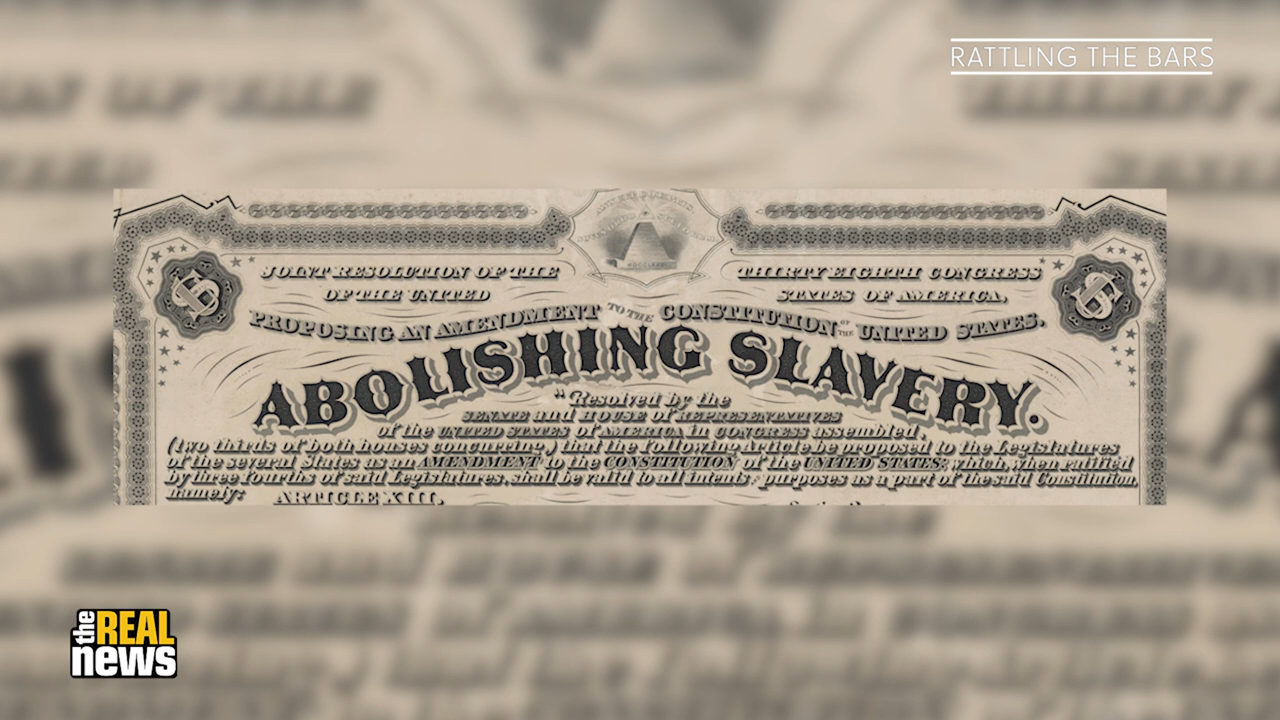 RATTLING THE BARS
JOINT RESOLUTION OF THE THIRTY EIGHTH CONGRESS
OF THE UNITED STATES OF AMERICA,
PROPOSING AN AMENDMENT TO THE CONSTITUTION OF THE UNITED STATES.
ABOLISHING SLAVERY.
"Resolved by the
SENATE and HOUSE of REPRESENTATIVES
of the UNITED STATES of AMERICA in CONGRESS assembled,
(two thirds of both houses concurring,) that the following Article be proposed to the Legislatures
of the several States as an AMENDMENT to the CONSTITUTION of the UNITED STATES: which, when ratified
by three fourths of said Legislatures, shall be valid to all intents & purposes as a part of the said Constitution,
namely: ARTICLE XIII.
the REAL
news